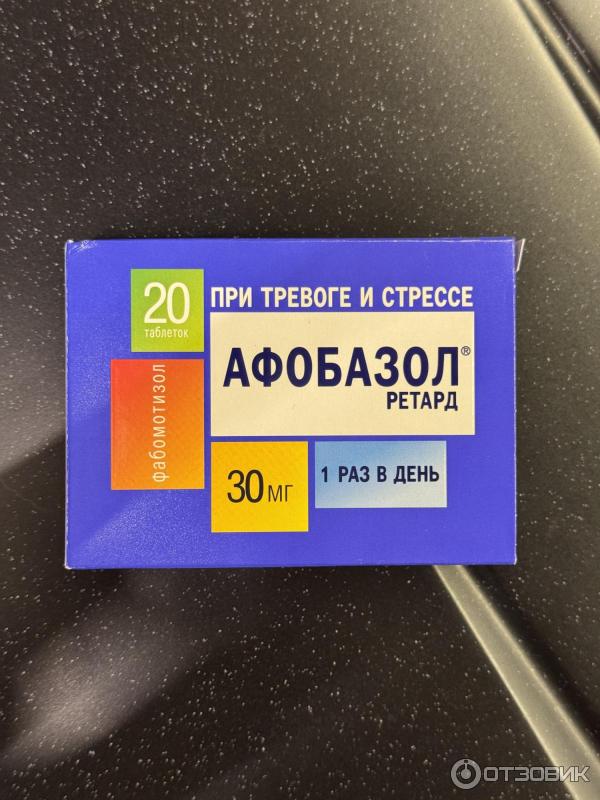 20
таблеток
ПРИ ТРЕВОГЕ И СТРЕССЕ
АФОБАЗОЛ®
РЕТАРД
фабомотизол
30 МГ
1 РАЗ В ДЕНЬ
ОТЗОВИК